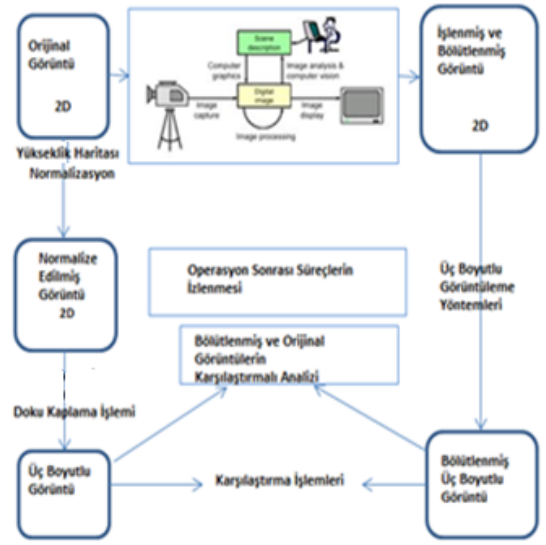 Orijinal
Görüntü
2D
Scene
description
Computer
graphics
Image analysis &
computer vision
Digital
image
Image
capture
Image
display
Image processing
İşlenmiş ve
Bölütlenmiş
Görüntü
2D
Yükseklik Haritası
Normalizasyon
Normalize
Edilmiş
Görüntü
2D
Operasyon Sonrası Süreçlerin
İzlenmesi
Üç Boyutlu
Görüntüleme
Yöntemleri
Bölütlenmiş ve Orijinal
Görüntülerin
Karşılaştırmalı Analizi
Doku Kaplama İşlemi
Üç Boyutlu
Görüntü
Karşılaştırma İşlemleri
Bölütlenmiş
Üç Boyutlu
Görüntü